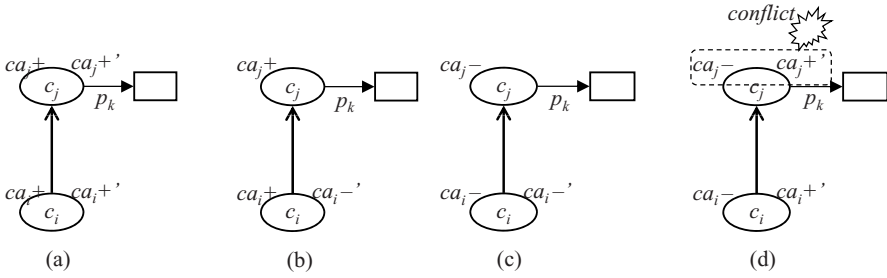 conflict
ca_j+ ca_j+’ c_j p_k
ca_j+ c_j p_k
ca_j− c_j p_k
ca_j− ca_j+’ c_j p_k
ca_i+ ca_i+’ c_i
ca_i+ ca_i−’ c_i
ca_i− ca_i−’ c_i
ca_i− ca_i+’ c_i
(a) (b) (c) (d)